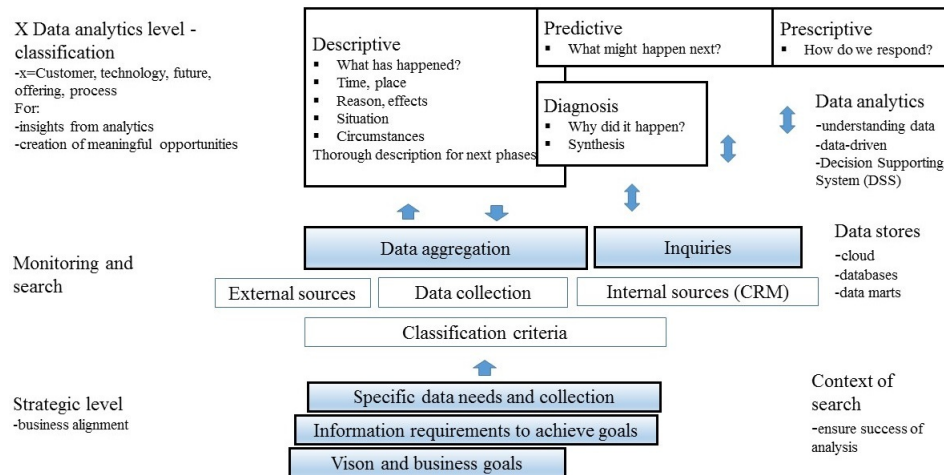 X Data analytics level -
classification
-x=Customer, technology, future,
offering, process
For:
-insights from analytics
-creation of meaningful opportunities
Descriptive
▪ What has happened?
▪ Time, place
▪ Reason, effects
▪ Situation
▪ Circumstances
Thorough description for next phases
Predictive
▪ What might happen next?
Prescriptive
▪ How do we respond?
Diagnosis
▪ Why did it happen?
▪ Synthesis
Data analytics
-understanding data
-data-driven
-Decision Supporting
System (DSS)
Monitoring and
search
Data aggregation
Inquiries
External sources
Data collection
Internal sources (CRM)
Classification criteria
Data stores
-cloud
-databases
-data marts
Strategic level
-business alignment
Specific data needs and collection
Information requirements to achieve goals
Vison and business goals
Context of
search
-ensure success of
analysis